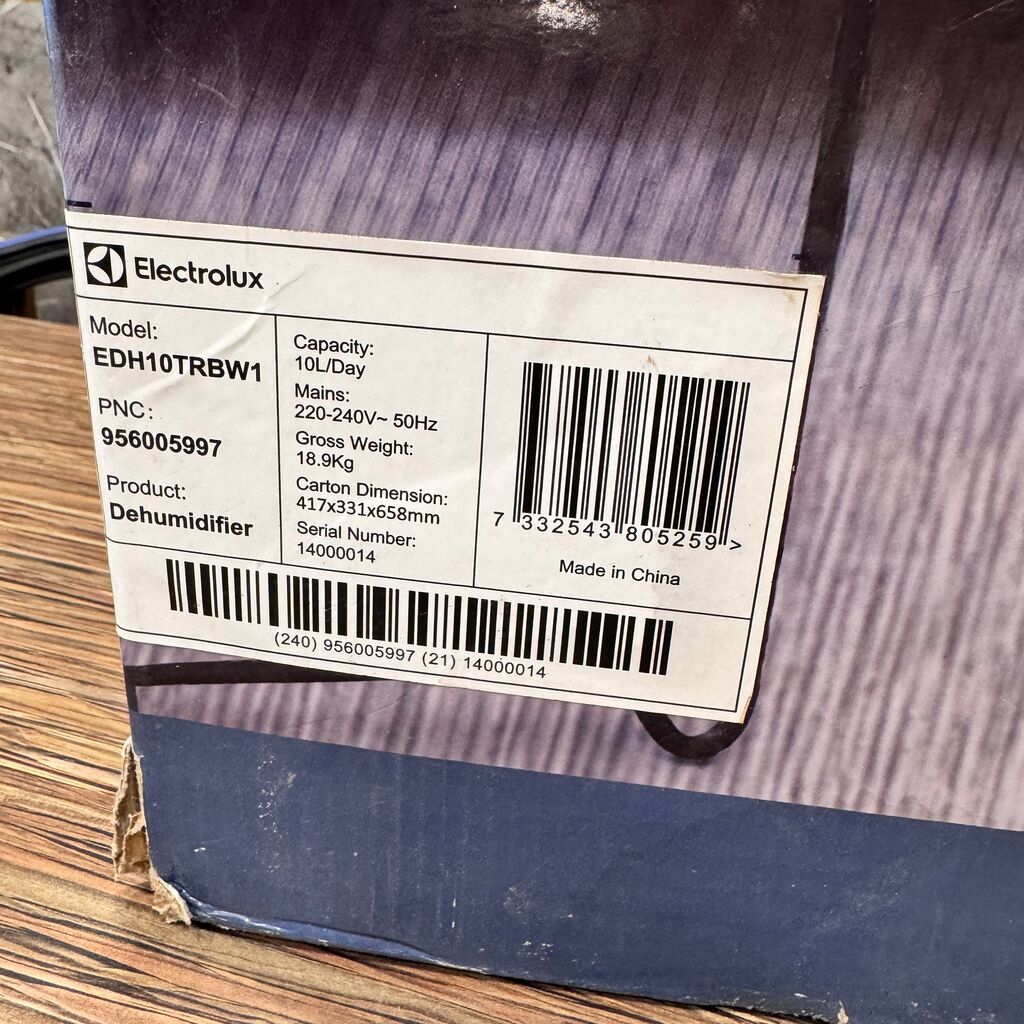 Electrolux
Model:
EDH10TRBW1
PNC:
956005997
Product:
Dehumidifier
Capacity:
10L/Day
Mains:
220-240V~ 50Hz
Gross Weight:
18.9Kg
Carton Dimension:
417x331x658mm
Serial Number:
14000014
7 332543 805259 >
Made in China
(240) 956005997 (21) 14000014